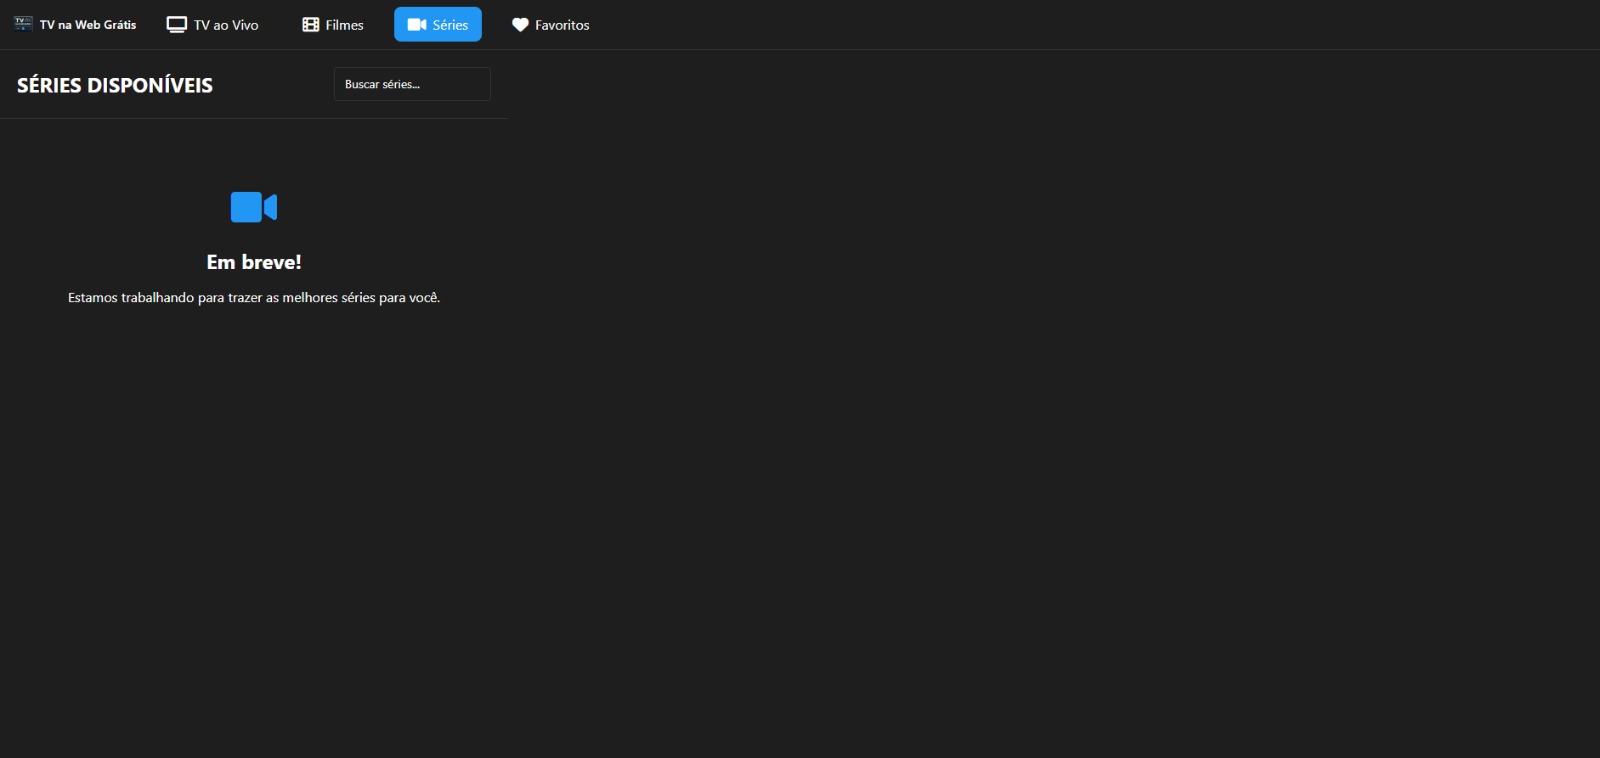 TV na Web Grátis
TV ao Vivo
Filmes
Séries
Favoritos
SÉRIES DISPONÍVEIS
Buscar séries...
Em breve!
Estamos trabalhando para trazer as melhores séries para você.